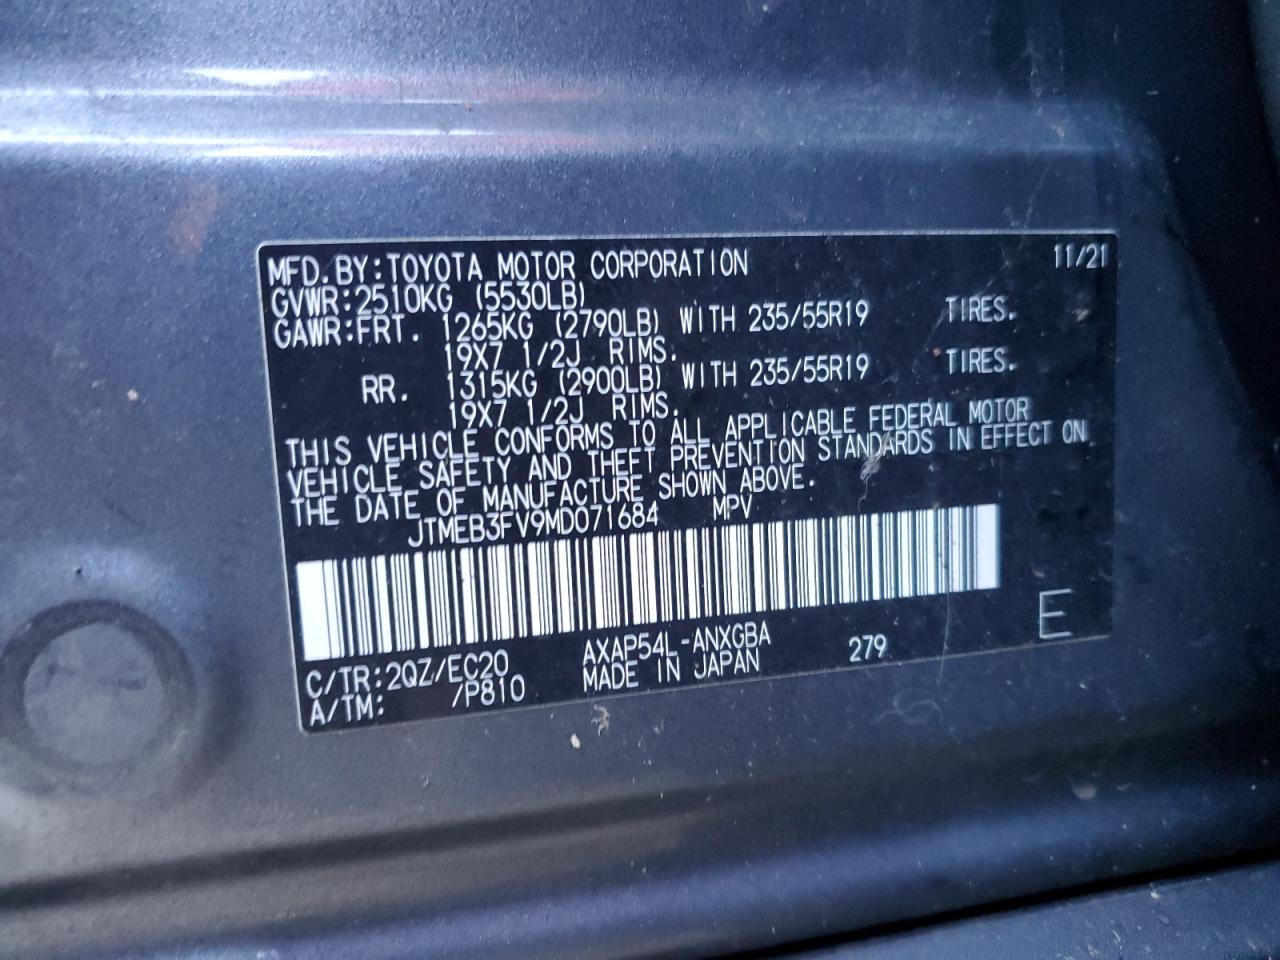 MFD.BY:TOYOTA MOTOR CORPORATION 11/21
GVWR:2510KG (5530LB)
GAWR:FRT. 1265KG (2790LB) WITH 235/55R19 TIRES.
19X7 1/2J RIMS.
RR. 1315KG (2900LB) WITH 235/55R19 TIRES.
19X7 1/2J RIMS.
THIS VEHICLE CONFORMS TO ALL APPLICABLE FEDERAL MOTOR
VEHICLE SAFETY AND THEFT PREVENTION STANDARDS IN EFFECT ON
THE DATE OF MANUFACTURE SHOWN ABOVE.
JTMEB3FV9MD071684 MPV
E
C/TR:2QZ/EC20 AXAP54L-ANXGBA 279
A/TM: /P810 MADE IN JAPAN